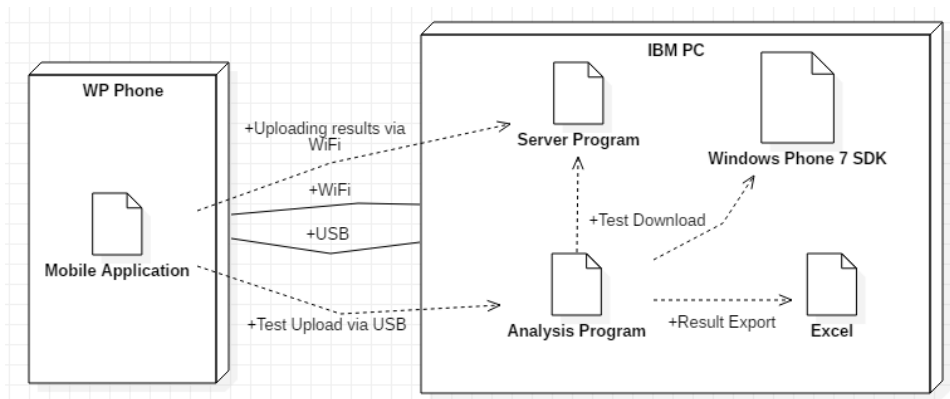 IBM PC
WP Phone
+Uploading results via
WiFi
Server Program
Windows Phone 7 SDK
+WiFi
+Test Download
+USB
Mobile Application
+Test Upload via USB
Analysis Program
+Result Export
Excel